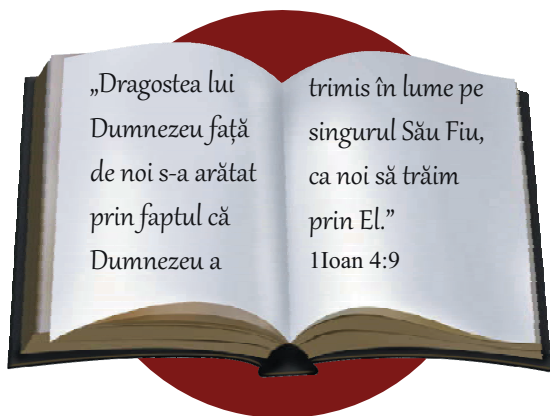 „Dragostea lui
Dumnezeu față
de noi s-a arătat
prin faptul că
Dumnezeu a
trimis în lume pe
singurul Său Fiu,
ca noi să trăim
prin El.”
1Ioan 4:9